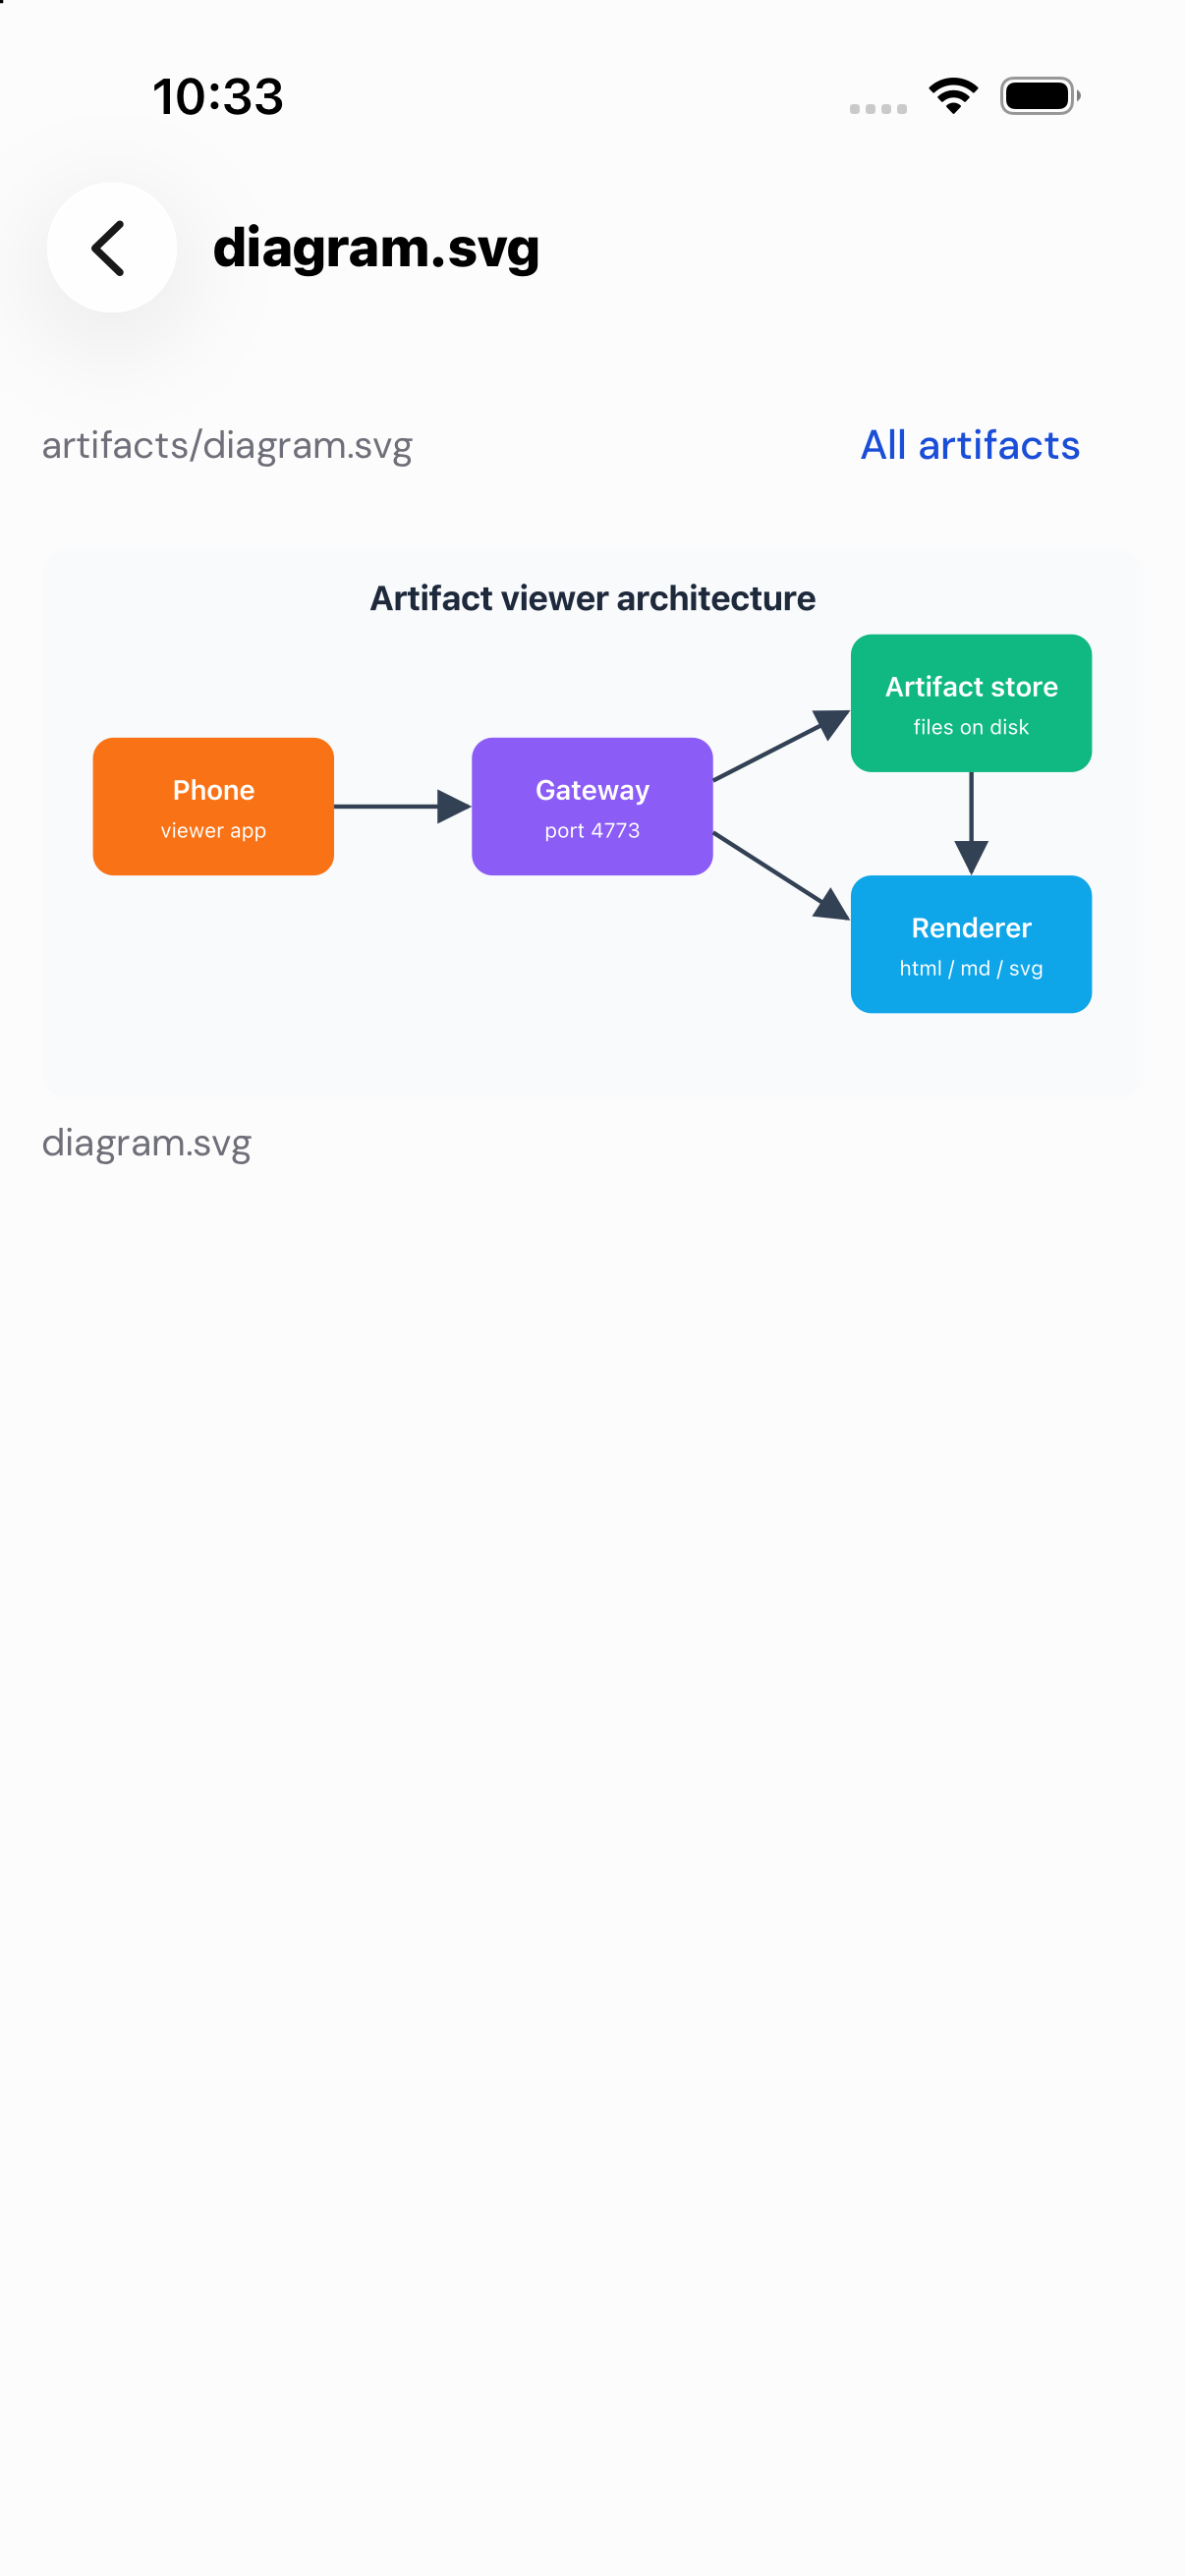 10:33
diagram.svg
artifacts/diagram.svg
All artifacts
Artifact viewer architecture
Artifact store
files on disk
Phone
viewer app
Gateway
port 4773
Renderer
html / md / svg
diagram.svg